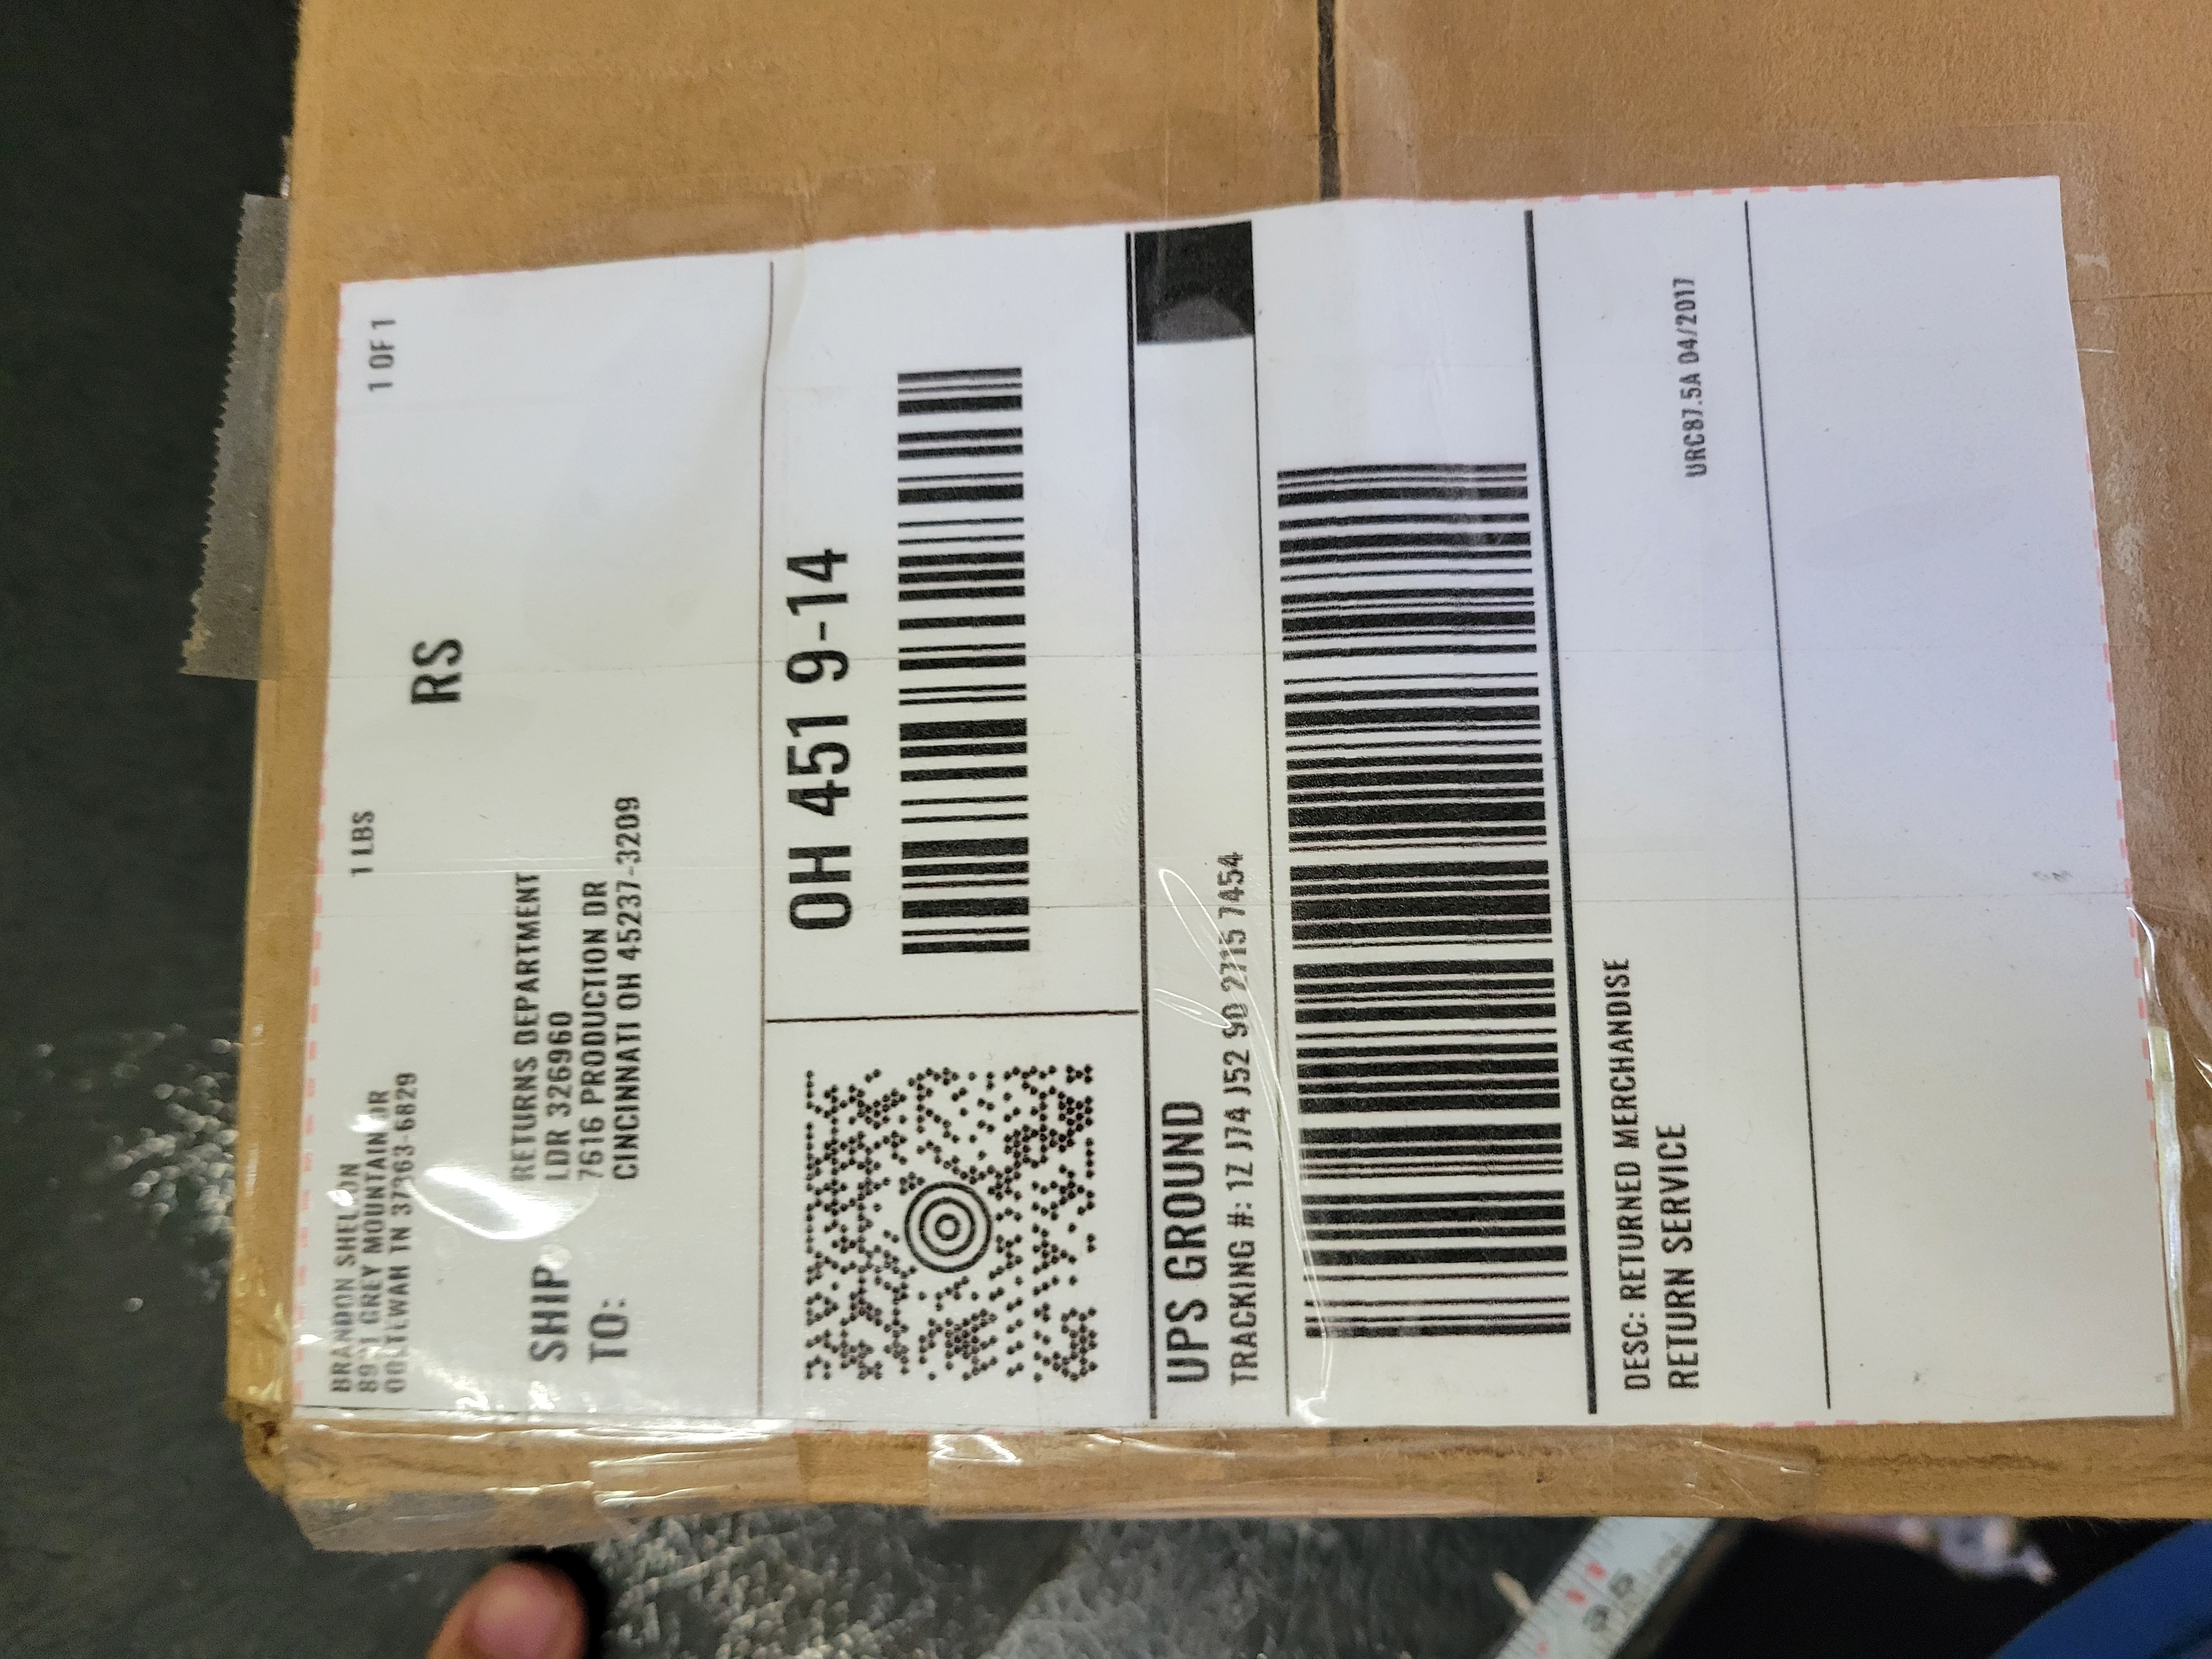 BRANDON SHELTON
GREY MOUNTAIN DR
OOLTEWAH TN 37363-6829
1 LBS
1 OF 1
RS
SHIP
TO:
RETURNS DEPARTMENT
LDR 326960
7616 PRODUCTION DR
CINCINNATI OH 45237-3209
OH 451 9-14
UPS GROUND
TRACKING #: 1Z J74 J52 90 2715 7454
DESC: RETURNED MERCHANDISE
RETURN SERVICE
URC87.5A 04/2017